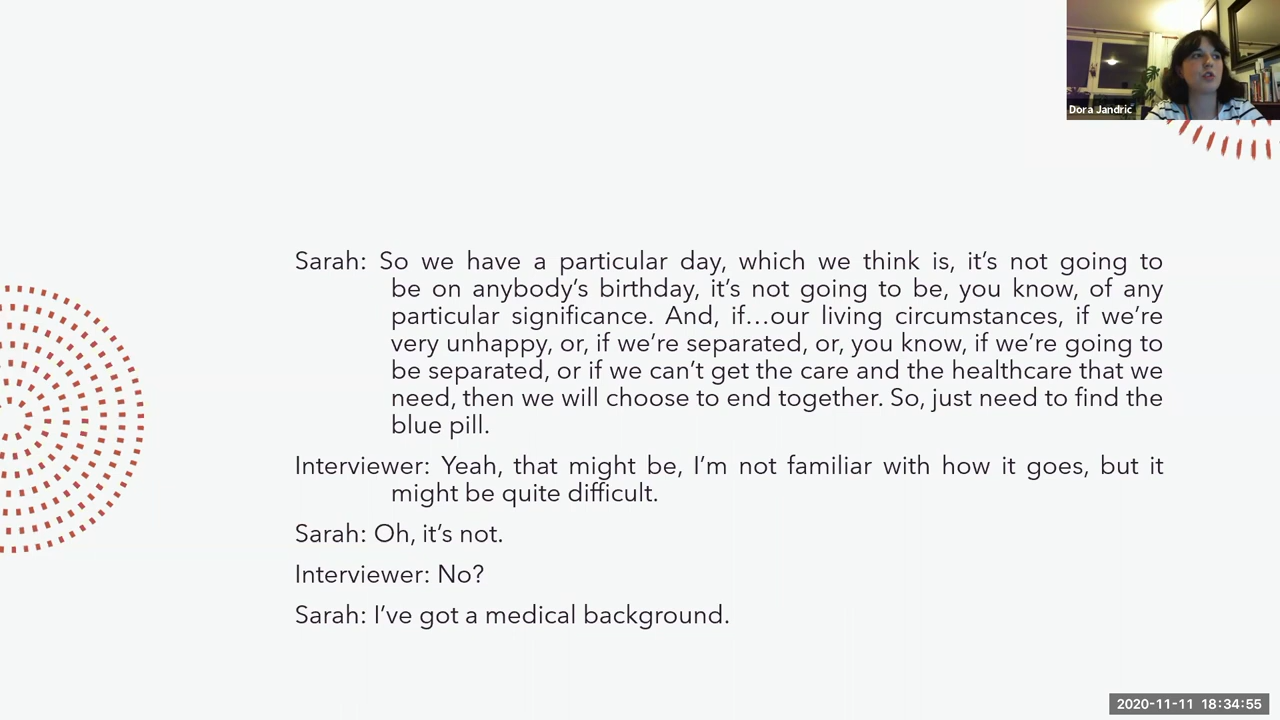 Dora Jandric
Sarah: So we have a particular day, which we think is, it’s not going to
be on anybody’s birthday, it’s not going to be, you know, of any
particular significance. And, if…our living circumstances, if we’re
very unhappy, or, if we’re separated, or, you know, if we’re going to
be separated, or if we can’t get the care and the healthcare that we
need, then we will choose to end together. So, just need to find the
blue pill.
Interviewer: Yeah, that might be, I’m not familiar with how it goes, but it
might be quite difficult.
Sarah: Oh, it’s not.
Interviewer: No?
Sarah: I’ve got a medical background.
2020-11-11 18:34:55